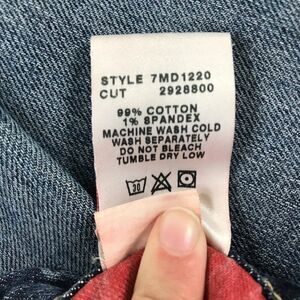 STYLE 7MD1220
CUT 2928800
99% COTTON
1% SPANDEX
MACHINE WASH COLD
WASH SEPARATELY
DO NOT BLEACH
TUMBLE DRY LOW
30